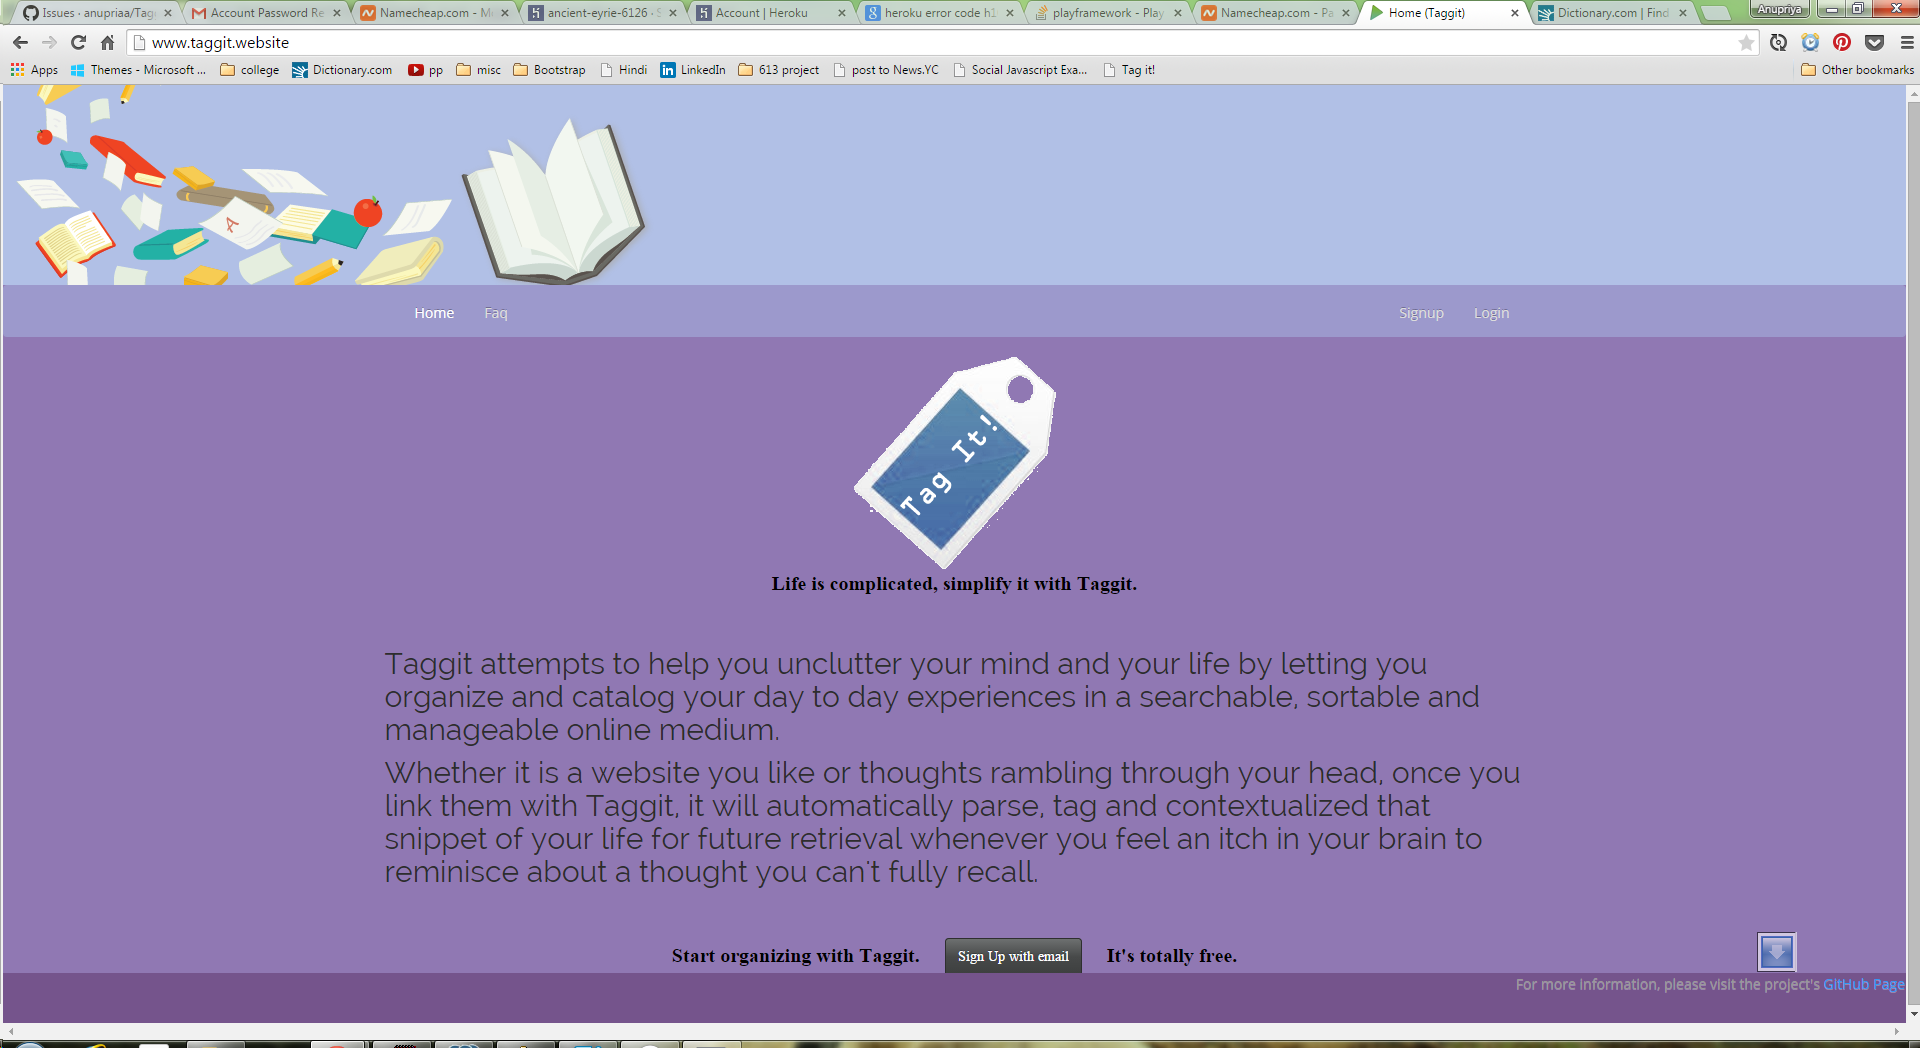 Issues · anupriaa/Tag
Account Password Re
Namecheap.com - M
ancient-eyrie-6126 · 
Account | Heroku
heroku error code h1
playframework - Play
Namecheap.com - Pa
Home (Taggit)
Dictionary.com | Find
Anupriya
www.taggit.website
Apps
Themes - Microsoft ...
college
Dictionary.com
pp
misc
Bootstrap
Hindi
LinkedIn
613 project
post to News.YC
Social Javascript Exa...
Tag it!
Other bookmarks
A
Home
Faq
Signup
Login
Tag It!
Life is complicated, simplify it with Taggit.
Taggit attempts to help you unclutter your mind and your life by letting you
organize and catalog your day to day experiences in a searchable, sortable and
manageable online medium.
Whether it is a website you like or thoughts rambling through your head, once you
link them with Taggit, it will automatically parse, tag and contextualized that
snippet of your life for future retrieval whenever you feel an itch in your brain to
reminisce about a thought you can't fully recall.
Start organizing with Taggit.
Sign Up with email
It's totally free.
For more information, please visit the project's GitHub Page